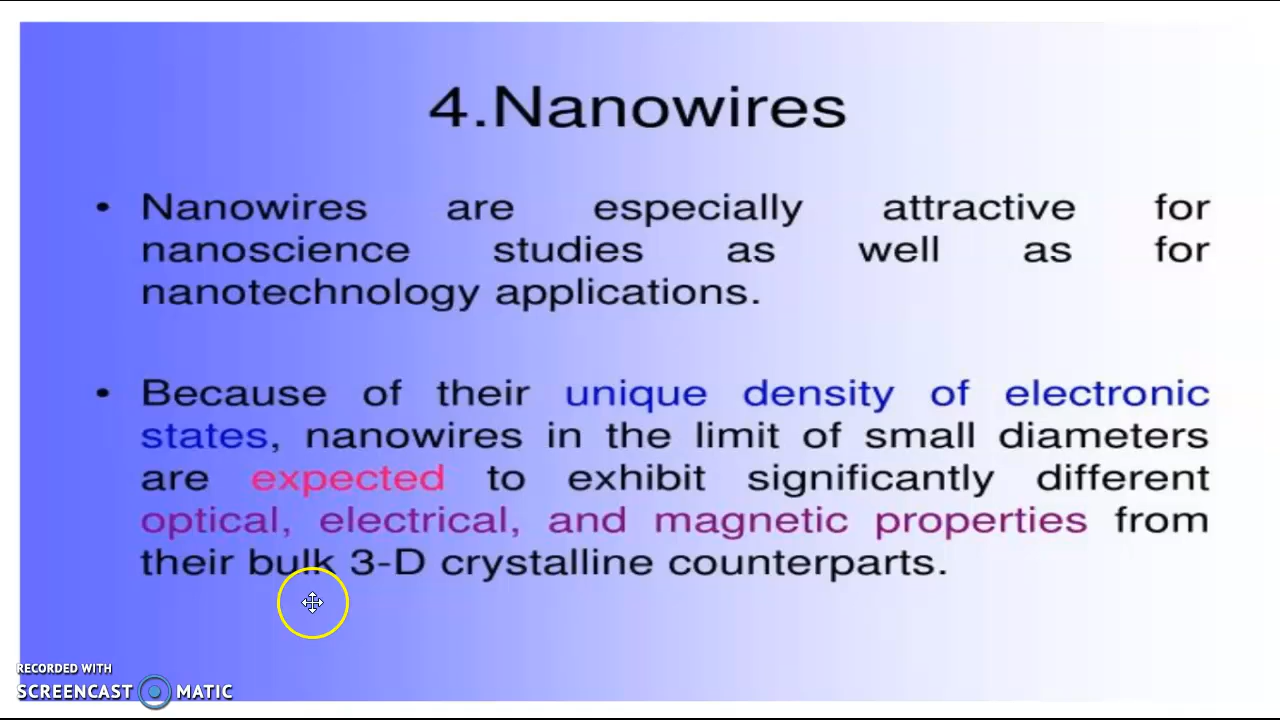 4.Nanowires
• Nanowires are especially attractive for
nanoscience studies as well as for
nanotechnology applications.
• Because of their unique density of electronic
states, nanowires in the limit of small diameters
are expected to exhibit significantly different
optical, electrical, and magnetic properties from
their bulk 3-D crystalline counterparts.
RECORDED WITH
SCREENCAST MATIC